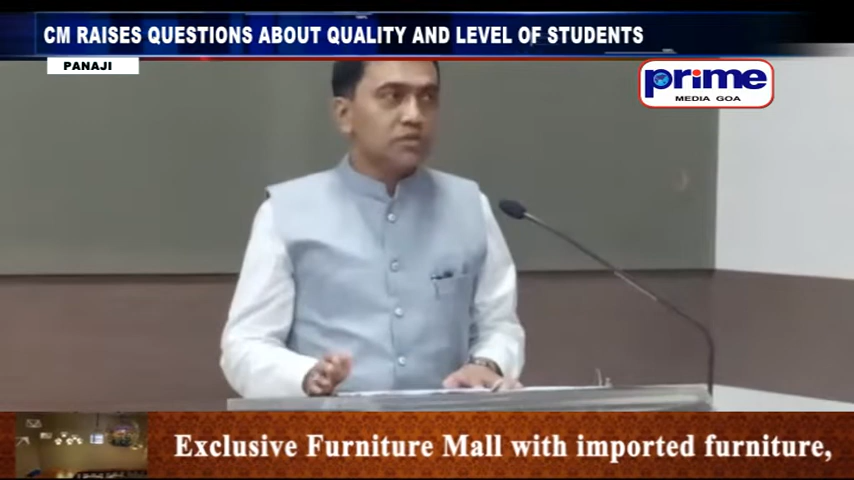 CM RAISES QUESTIONS ABOUT QUALITY AND LEVEL OF STUDENTS
PANAJI
prime
MEDIA GOA
Exclusive Furniture Mall with imported furniture,